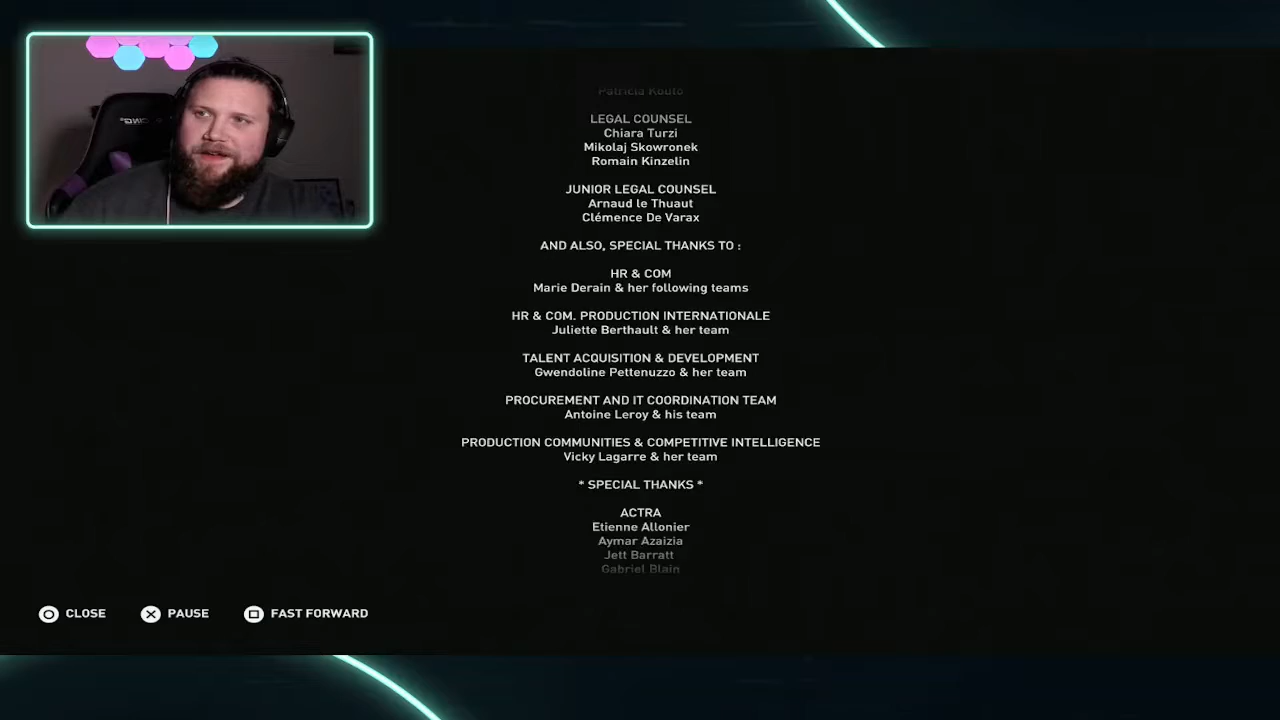 Patricia Kouto
LEGAL COUNSEL
Chiara Turzi
Mikolaj Skowronek
Romain Kinzelin
JUNIOR LEGAL COUNSEL
Arnaud le Thuaut
Clémence De Varax
AND ALSO, SPECIAL THANKS TO :
HR & COM
Marie Derain & her following teams
HR & COM. PRODUCTION INTERNATIONALE
Juliette Berthault & her team
TALENT ACQUISITION & DEVELOPMENT
Gwendoline Pettenuzzo & her team
PROCUREMENT AND IT COORDINATION TEAM
Antoine Leroy & his team
PRODUCTION COMMUNITIES & COMPETITIVE INTELLIGENCE
Vicky Lagarre & her team
* SPECIAL THANKS *
ACTRA
Etienne Allonier
Aymar Azaizia
Jett Barratt
Gabriel Blain
CLOSE PAUSE FAST FORWARD